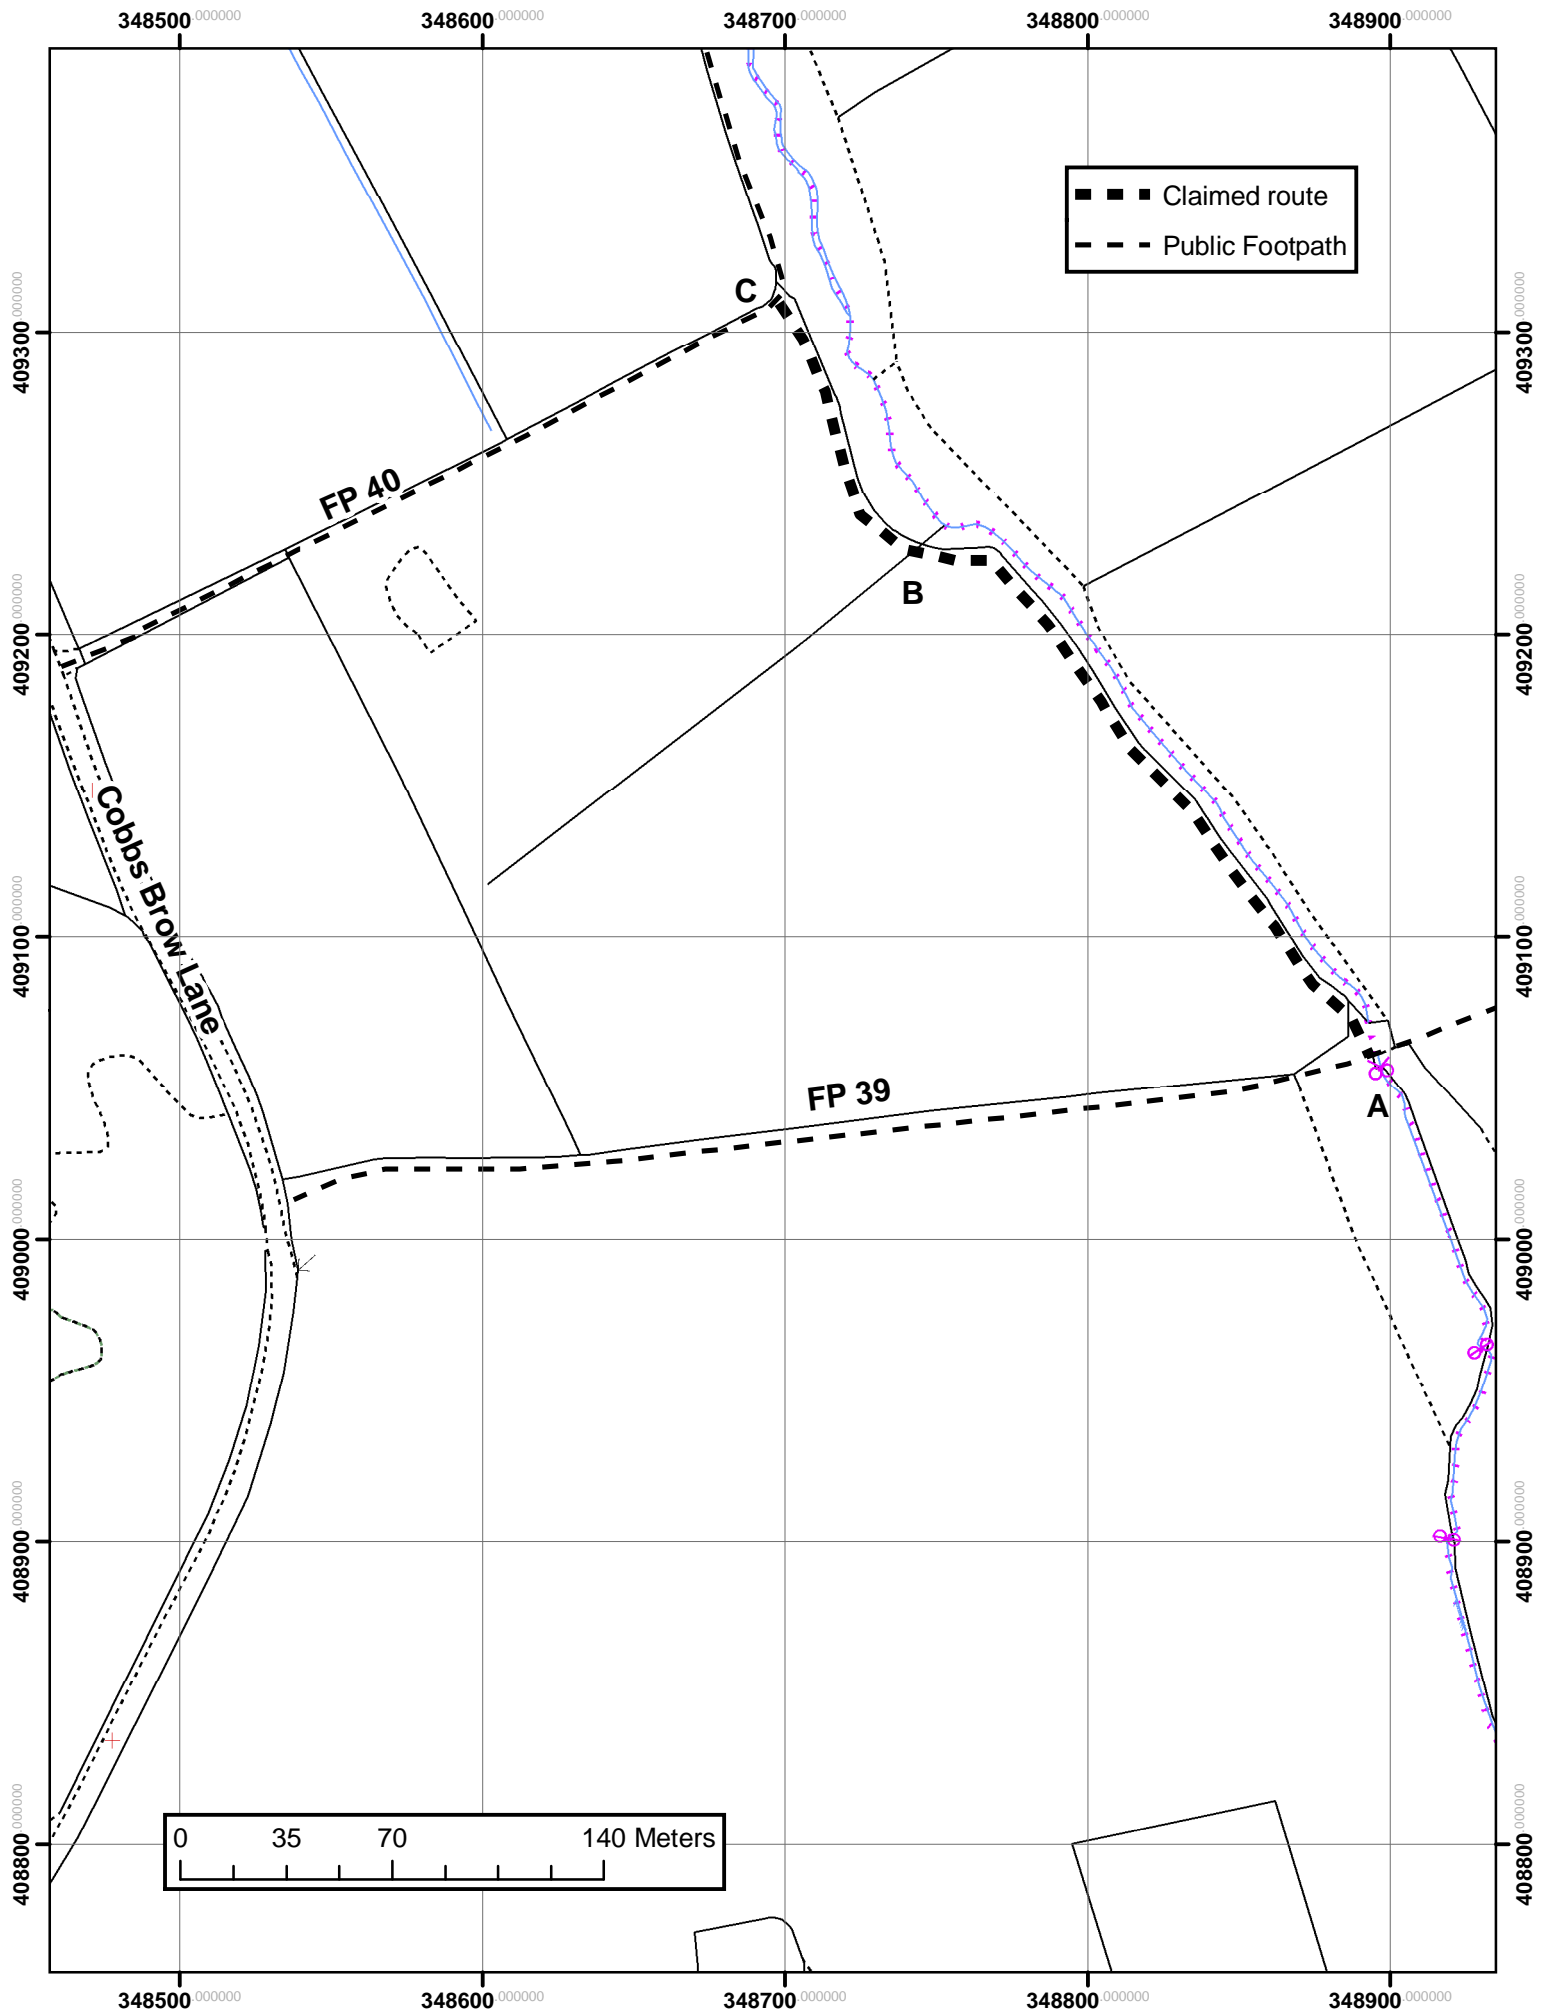 348500.000000 348600.000000 348700.000000 348800.000000 348900.000000
Claimed route
Public Footpath
C
409300.000000 409300.000000
FP 40
B
409200.000000 409200.000000
Cobbs Brow Lane
409100.000000 409100.000000
FP 39
A
409000.000000 409000.000000
408900.000000 408900.000000
0 35 70 140 Meters
408800.000000 408800.000000
348500.000000 348600.000000 348700.000000 348800.000000 348900.000000